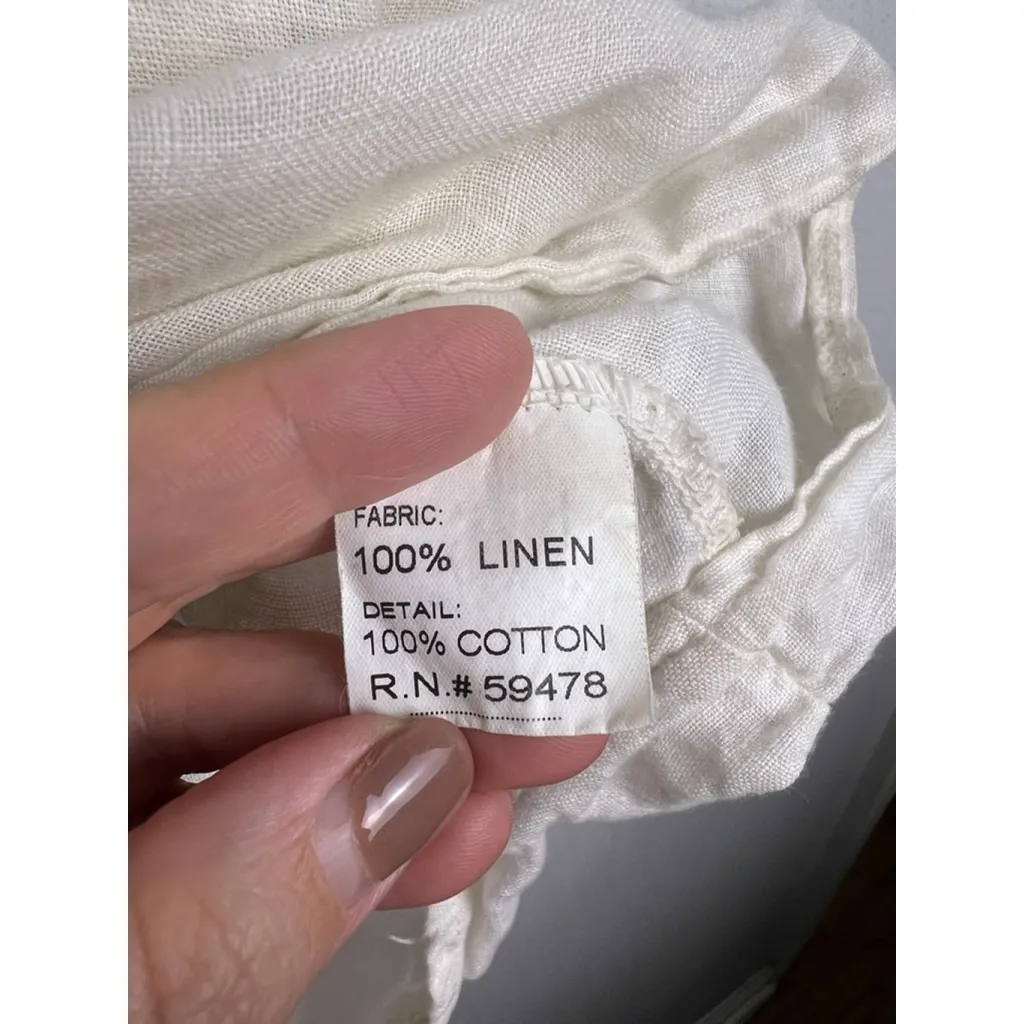 FABRIC:
100% LINEN
DETAIL:
100% COTTON
R.N.# 59478